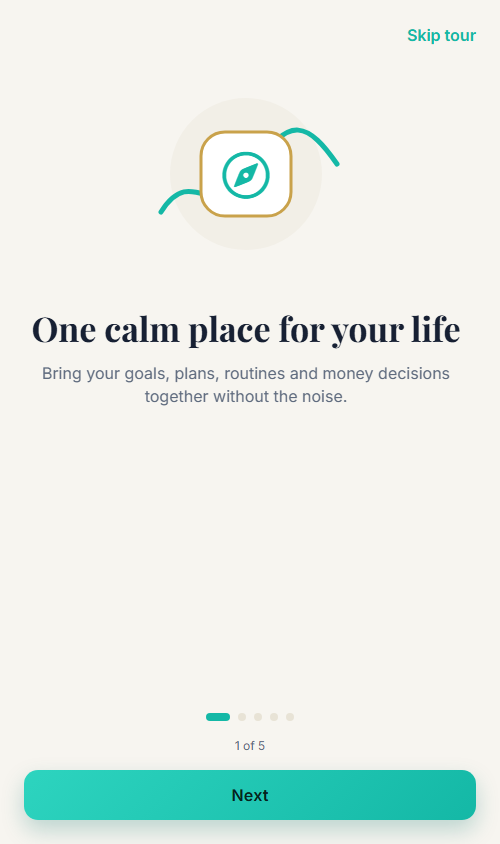 Skip tour
One calm place for your life
Bring your goals, plans, routines and money decisions
together without the noise.
1 of 5
Next